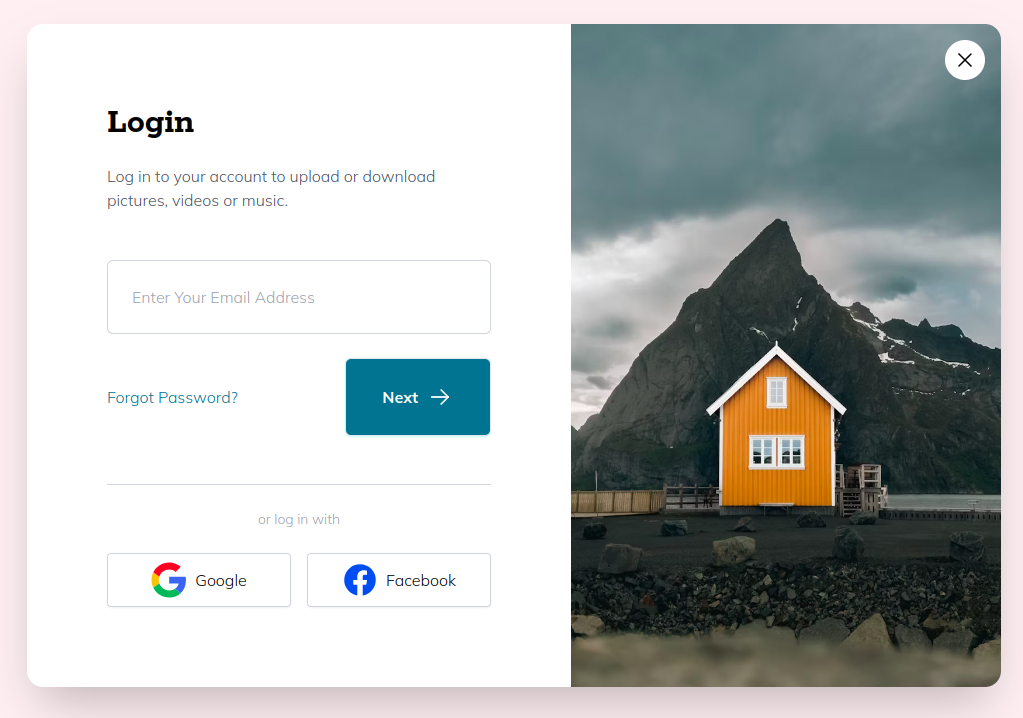 Login
Log in to your account to upload or download
pictures, videos or music.
Enter Your Email Address
Forgot Password?
Next
or log in with
Google
Facebook